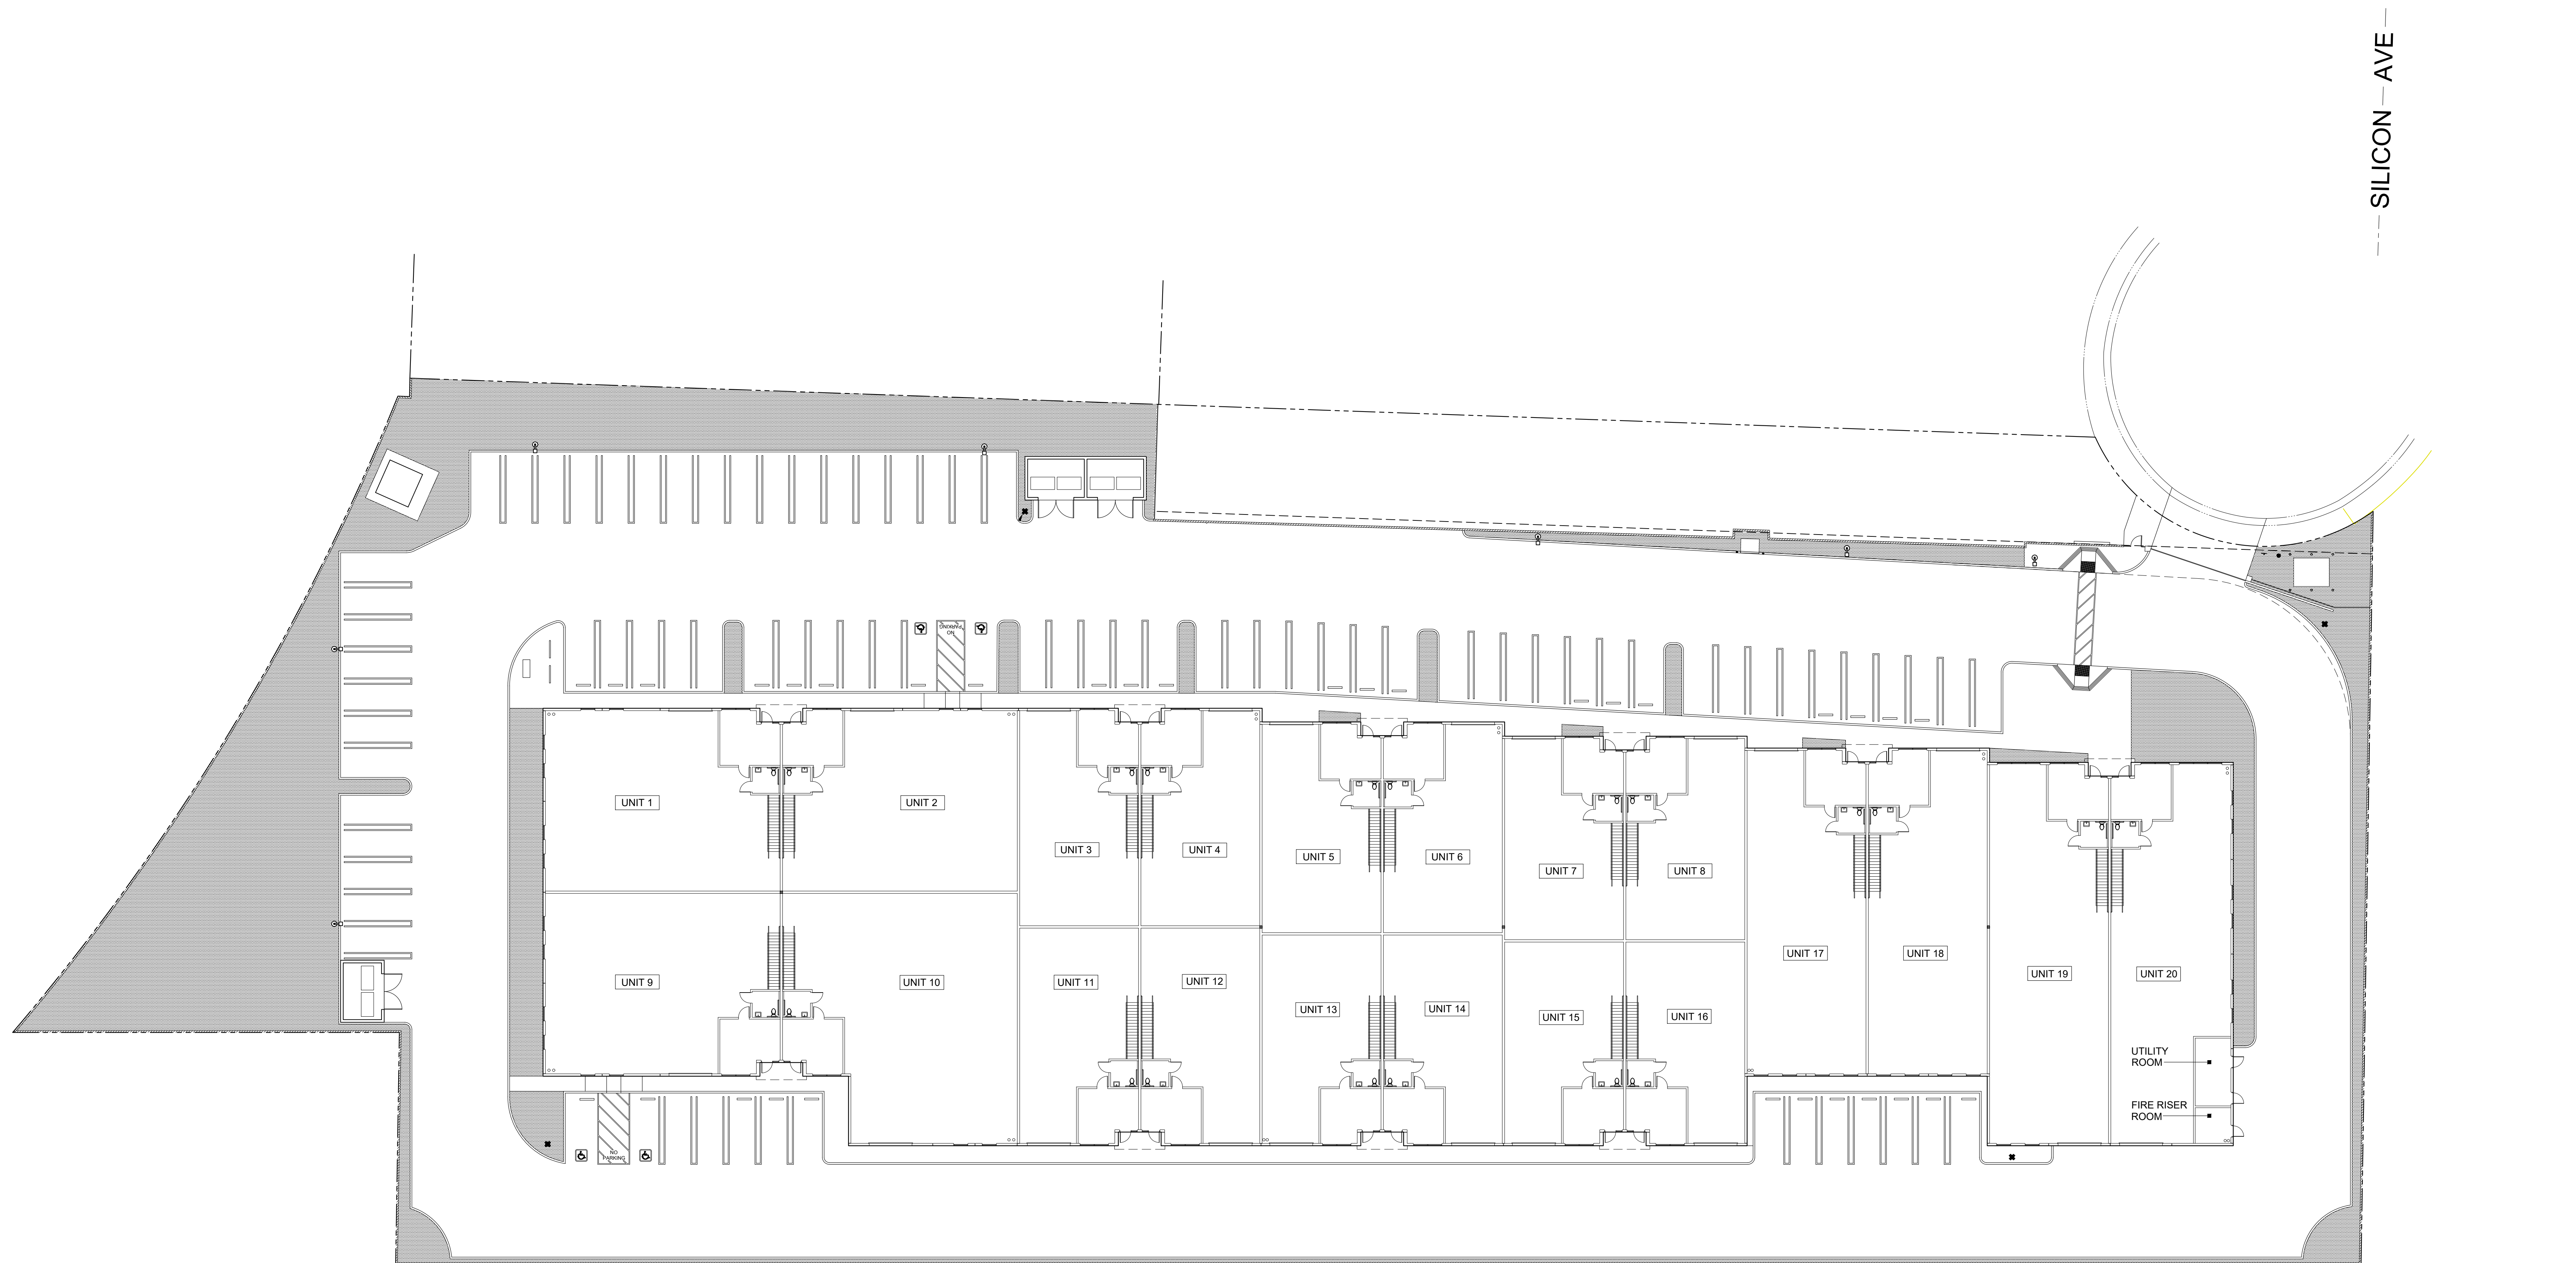 SILICON AVE
NO
PARKING
UNIT 1
UNIT 2
UNIT 3
UNIT 4
UNIT 5
UNIT 6
UNIT 7
UNIT 8
UNIT 9
UNIT 10
UNIT 11
UNIT 12
UNIT 13
UNIT 14
UNIT 15
UNIT 16
UNIT 17
UNIT 18
UNIT 19
UNIT 20
UTILITY
ROOM
FIRE RISER
ROOM
NO
PARKING